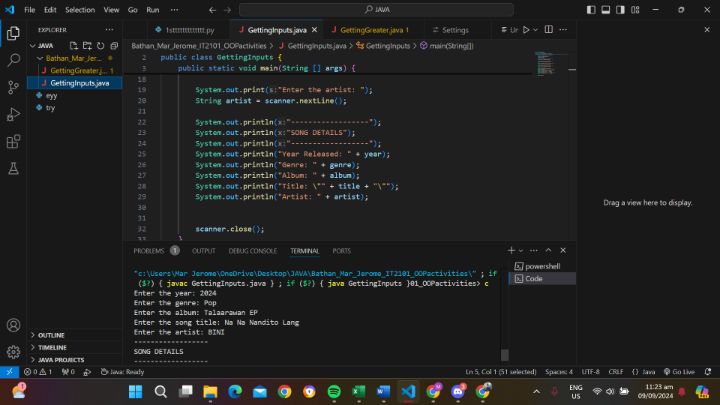 File Edit Selection View Go Run ··· JAVA
EXPLORER
JAVA
Bathan_Mar_Jer...
GettingGreater.j... 1
GettingInputs.java
eyy
try
OUTLINE
TIMELINE
JAVA PROJECTS
GettingInputs.java GettingGreater.java 1 Settings
Bathan_Mar_Jerome_IT2101_OOPactivities > GettingInputs.java > GettingInputs > main(String[])
2 public class GettingInputs {
3 public static void main(String [] args) {
18
19 System.out.print(s:"Enter the artist: ");
20 String artist = scanner.nextLine();
21
22 System.out.println(x:"------------------");
23 System.out.println(x:"SONG DETAILS");
24 System.out.println(x:"------------------");
25 System.out.println("Year Released: " + year);
26 System.out.println("Genre: " + genre);
27 System.out.println("Album: " + album);
28 System.out.println("Title: \"" + title + "\"");
29 System.out.println("Artist: " + artist);
30
31
32 scanner.close();
33 }
Drag a view here to display.
PROBLEMS 1 OUTPUT DEBUG CONSOLE TERMINAL PORTS
powershell
Code
"c:\Users\Mar Jerome\OneDrive\Desktop\JAVA\Bathan_Mar_Jerome_IT2101_OOPactivities\" ; if
($?) { javac GettingInputs.java } ; if ($?) { java GettingInputs }01_OOPactivities> c
Enter the year: 2024
Enter the genre: Pop
Enter the album: Talaarawan EP
Enter the song title: Na Na Nandito Lang
Enter the artist: BINI
------------------
SONG DETAILS
------------------
0 1 Java: Ready Ln 5, Col 1 (51 selected) Spaces: 4 UTF-8 CRLF {} Java Go Live
ENG
US
11:23 am
09/09/2024